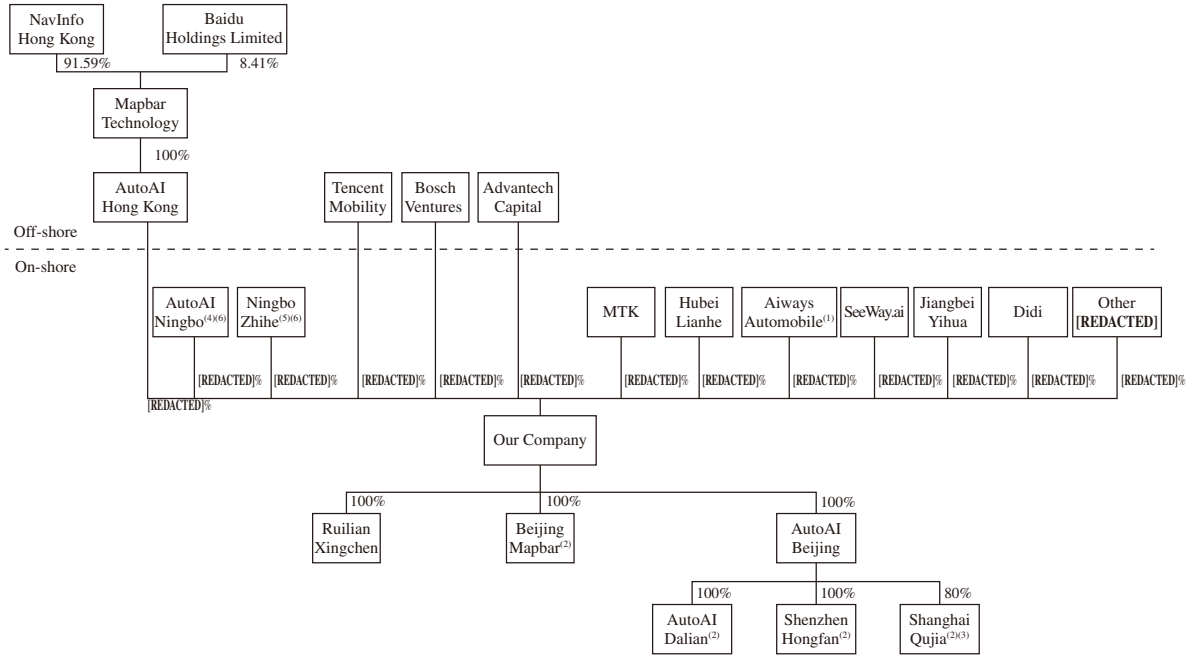 NavInfo
Hong Kong
Baidu
Holdings Limited
91.59%
8.41%
Mapbar
Technology
100%
AutoAI
Hong Kong
Tencent
Mobility
Bosch
Ventures
Advantech
Capital
Off-shore
On-shore
AutoAI
Ningbo(4)(6)
Ningbo
Zhihe(5)(6)
MTK
Hubei
Lianhe
Aiways
Automobile(1)
SeeWay.ai
Jiangbei
Yihua
Didi
Other
[REDACTED]
[REDACTED]%
[REDACTED]%
[REDACTED]%
[REDACTED]%
[REDACTED]%
[REDACTED]%
[REDACTED]%
[REDACTED]%
[REDACTED]%
[REDACTED]%
[REDACTED]%
[REDACTED]%
[REDACTED]%
Our Company
100%
100%
100%
Ruilian
Xingchen
Beijing
Mapbar(2)
AutoAI
Beijing
100%
100%
80%
AutoAI
Dalian(2)
Shenzhen
Hongfan(2)
Shanghai
Qujia(2)(3)